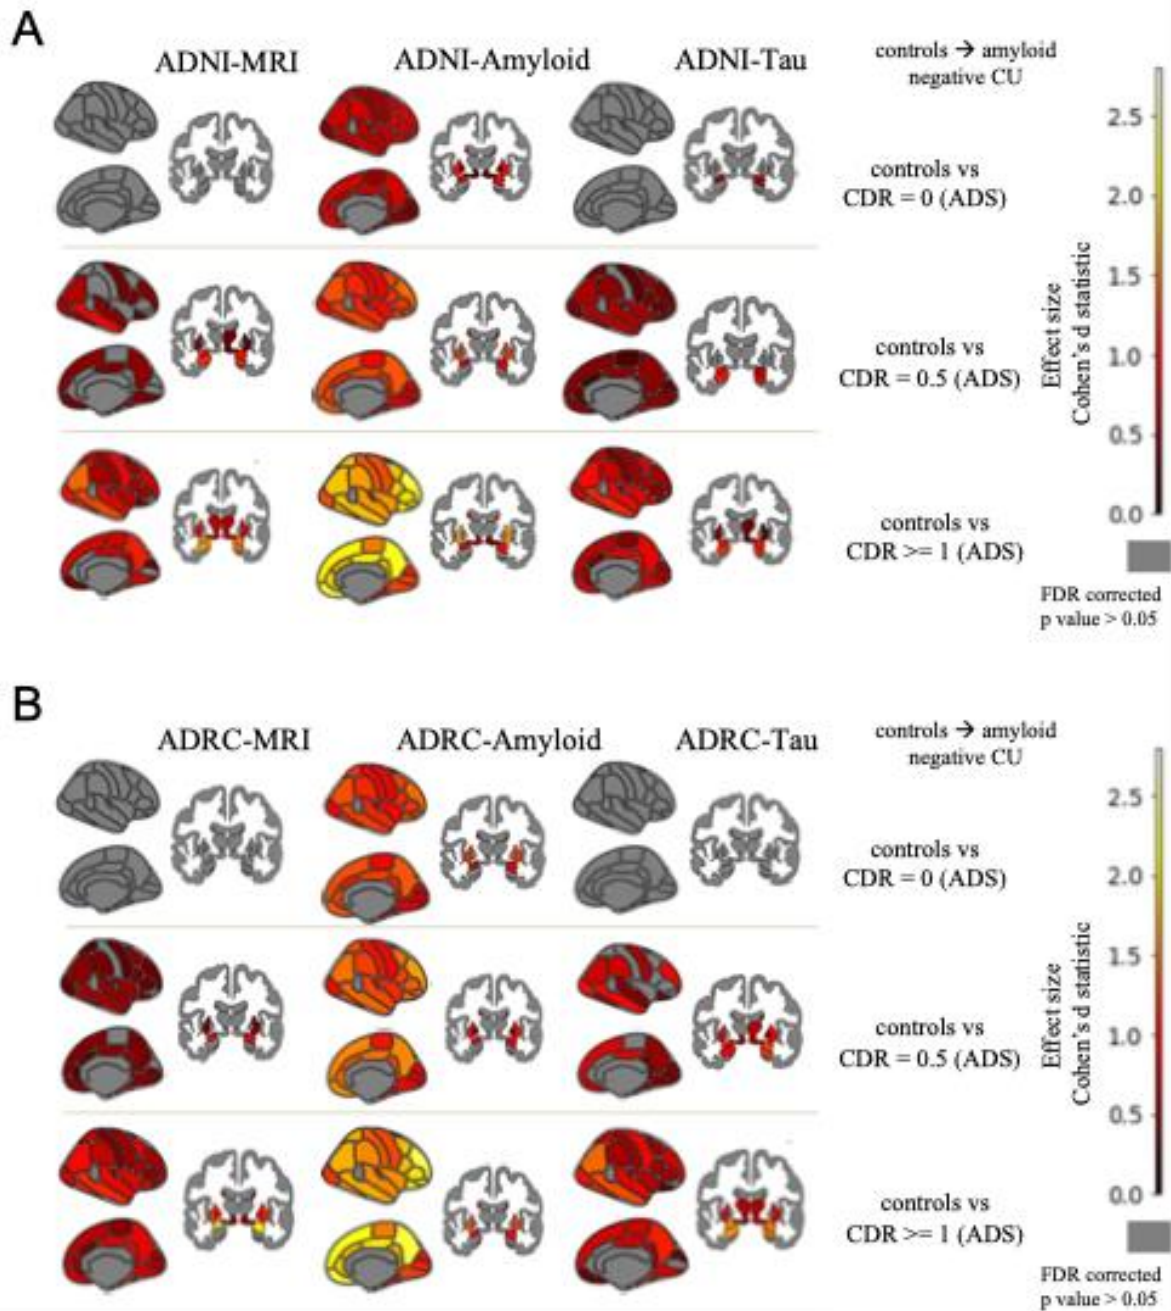 A
ADNI-MRI
ADNI-Amyloid
ADNI-Tau
controls → amyloid
negative CU
controls vs
CDR = 0 (ADS)
controls vs
CDR = 0.5 (ADS)
controls vs
CDR >= 1 (ADS)
Effect size
Cohen's d statistic
2.5
2.0
1.5
1.0
0.5
0.0
FDR corrected
p value > 0.05
B
ADRC-MRI
ADRC-Amyloid
ADRC-Tau
controls → amyloid
negative CU
controls vs
CDR = 0 (ADS)
controls vs
CDR = 0.5 (ADS)
controls vs
CDR >= 1 (ADS)
Effect size
Cohen's d statistic
2.5
2.0
1.5
1.0
0.5
0.0
FDR corrected
p value > 0.05